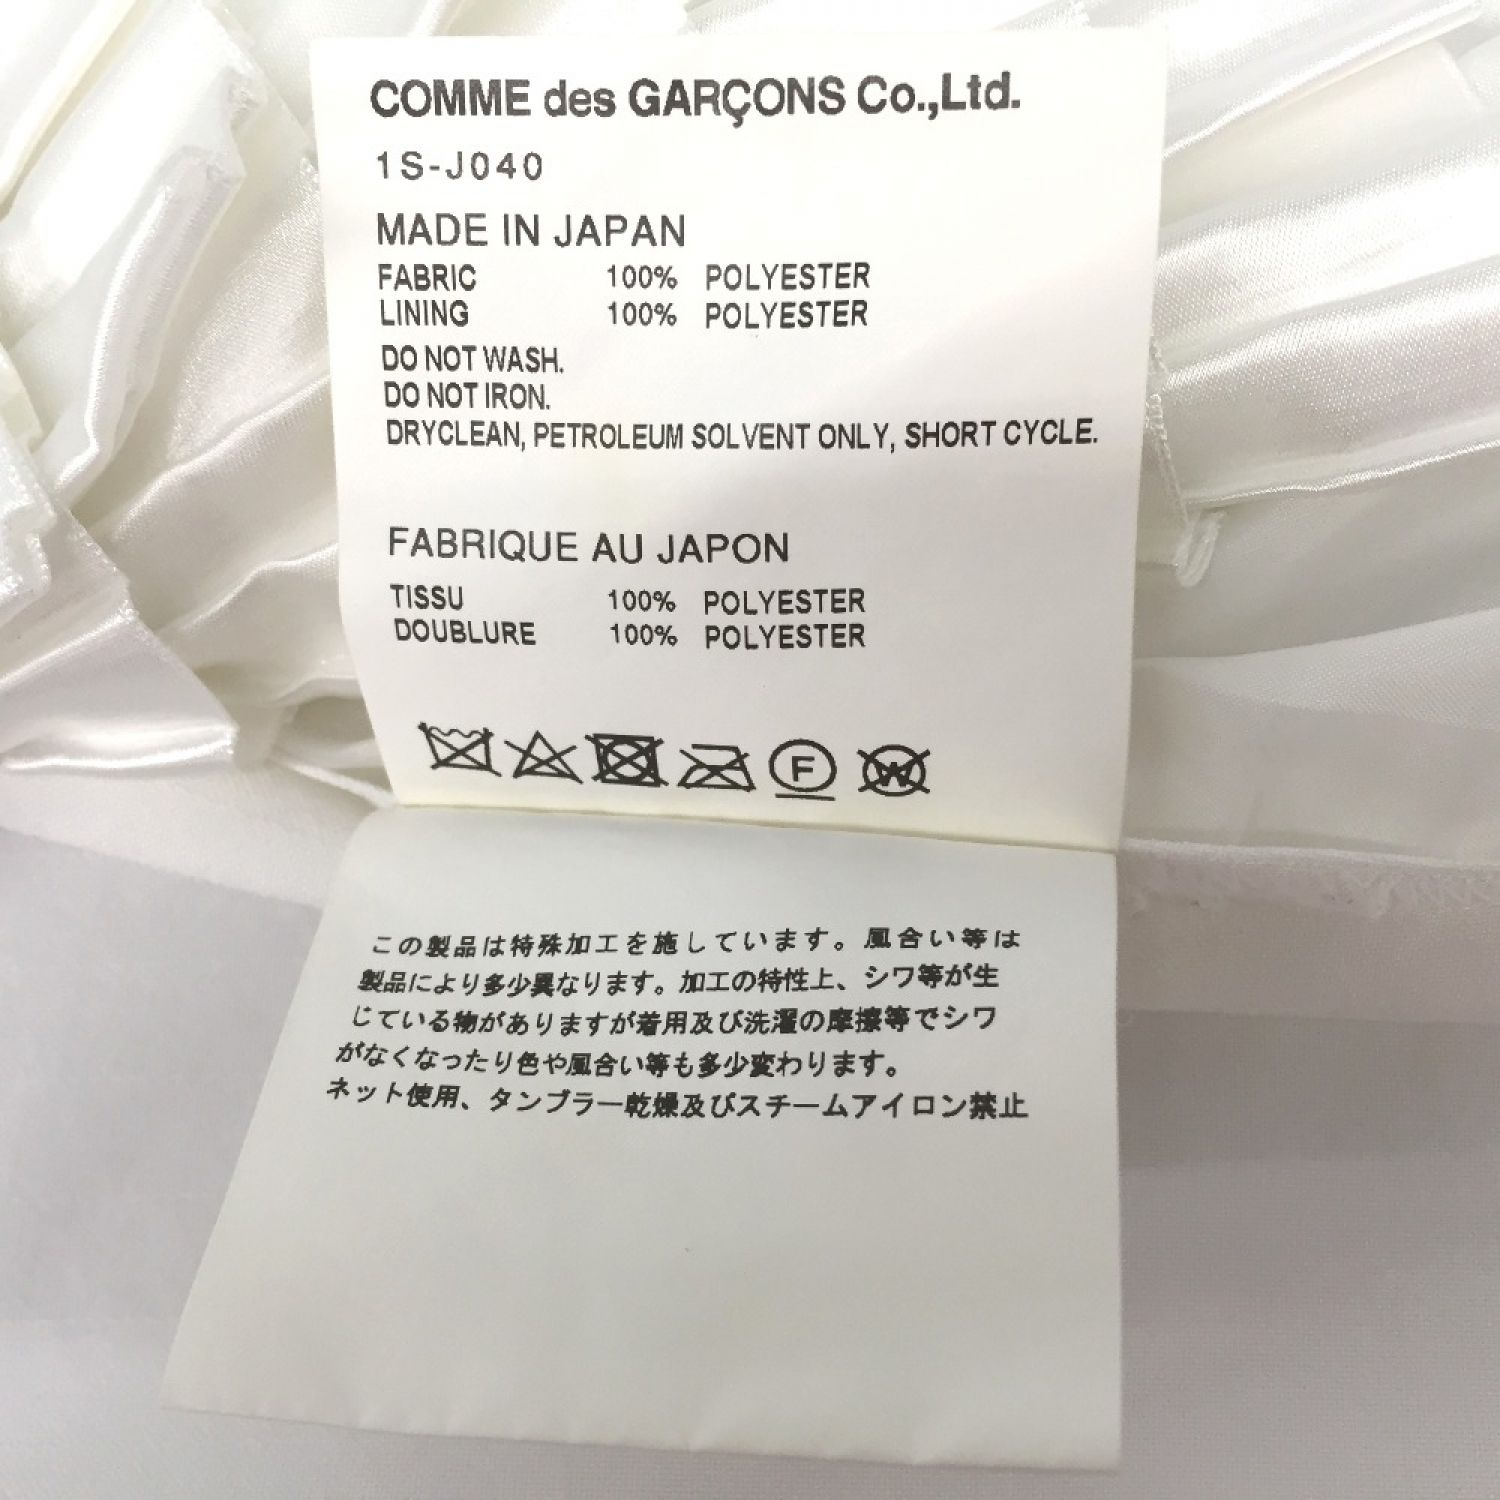 COMME des GARÇONS Co.,Ltd.
1S-J040
MADE IN JAPAN
FABRIC 100% POLYESTER
LINING 100% POLYESTER
DO NOT WASH.
DO NOT IRON.
DRYCLEAN, PETROLEUM SOLVENT ONLY, SHORT CYCLE.
FABRIQUE AU JAPON
TISSU 100% POLYESTER
DOUBLURE 100% POLYESTER
F W
この製品は特殊加工を施しています。風合い等は
製品により多少異なります。加工の特性上、シワ等が生
じている物がありますが着用及び洗濯の摩擦等でシワ
がなくなったり色や風合い等も多少変わります。
ネット使用、タンブラー乾燥及びスチームアイロン禁止